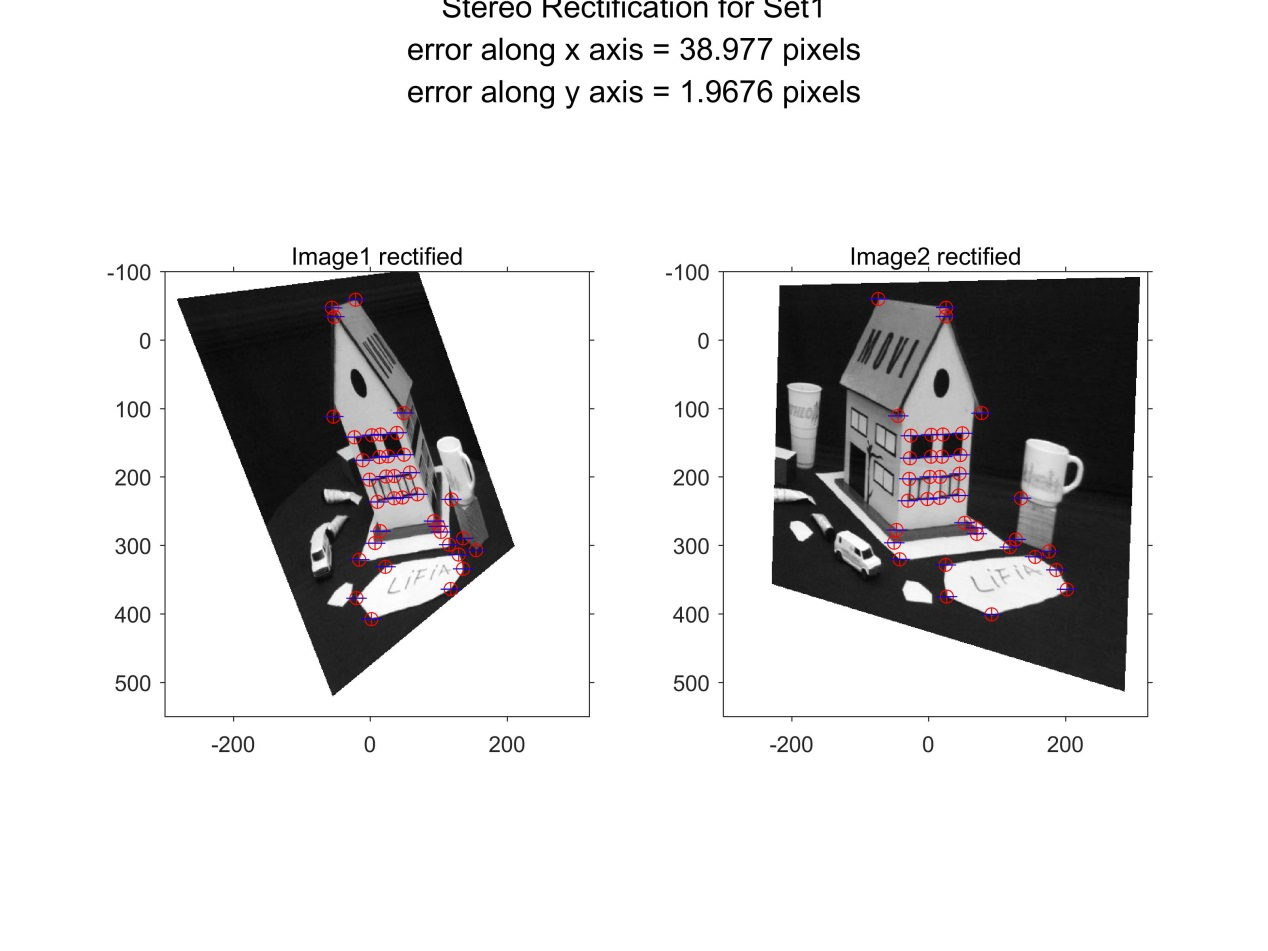 Stereo Rectification for Set1
error along x axis = 38.977 pixels
error along y axis = 1.9676 pixels
Image1 rectified
-100
0
100
200
300
400
500
-200 0 200
LiFiA
Image2 rectified
-100
0
100
200
300
400
500
-200 0 200
MOVI
LiFiA